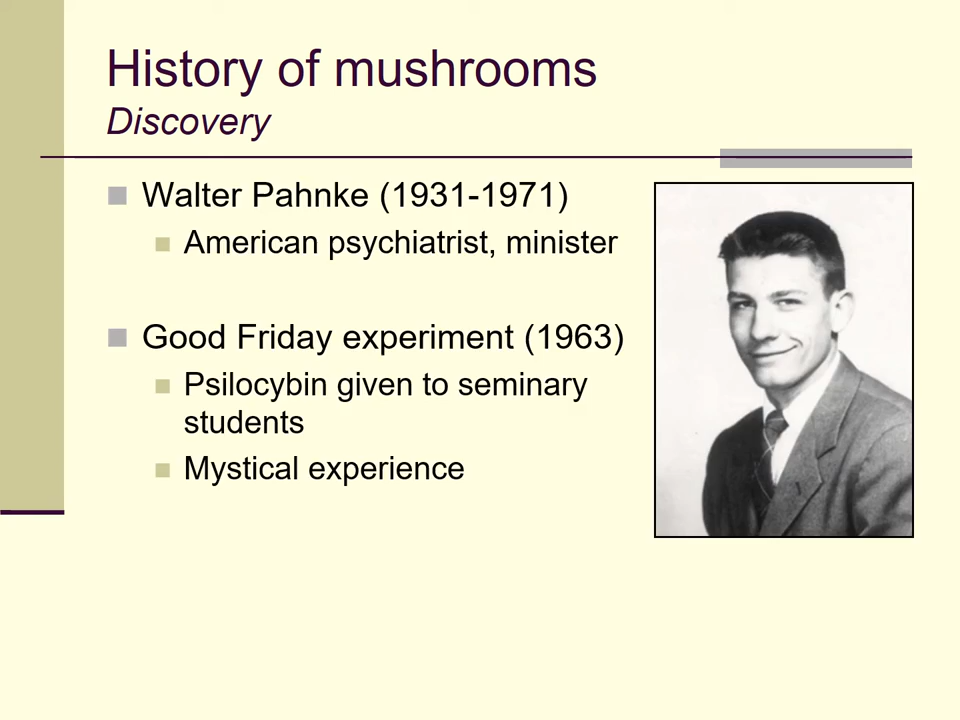 History of mushrooms
Discovery
Walter Pahnke (1931-1971)
American psychiatrist, minister
Good Friday experiment (1963)
Psilocybin given to seminary
students
Mystical experience